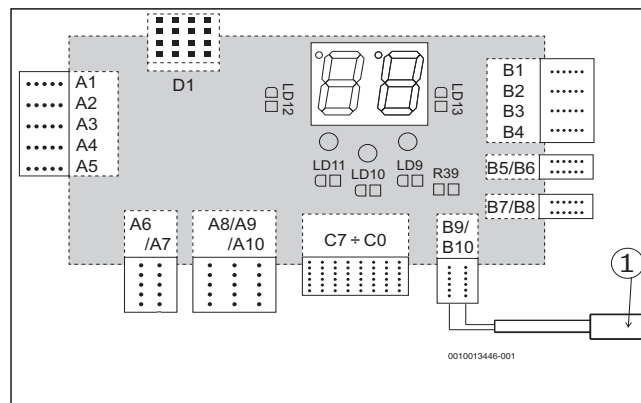 D1
A1
A2
A3
A4
A5
LD12
LD13
B1
B2
B3
B4
B5/B6
B7/B8
LD11
LD10
LD9
R39
A6
/A7
A8/A9
/A10
C7 ÷ C0
B9/
B10
1
0010013446-001